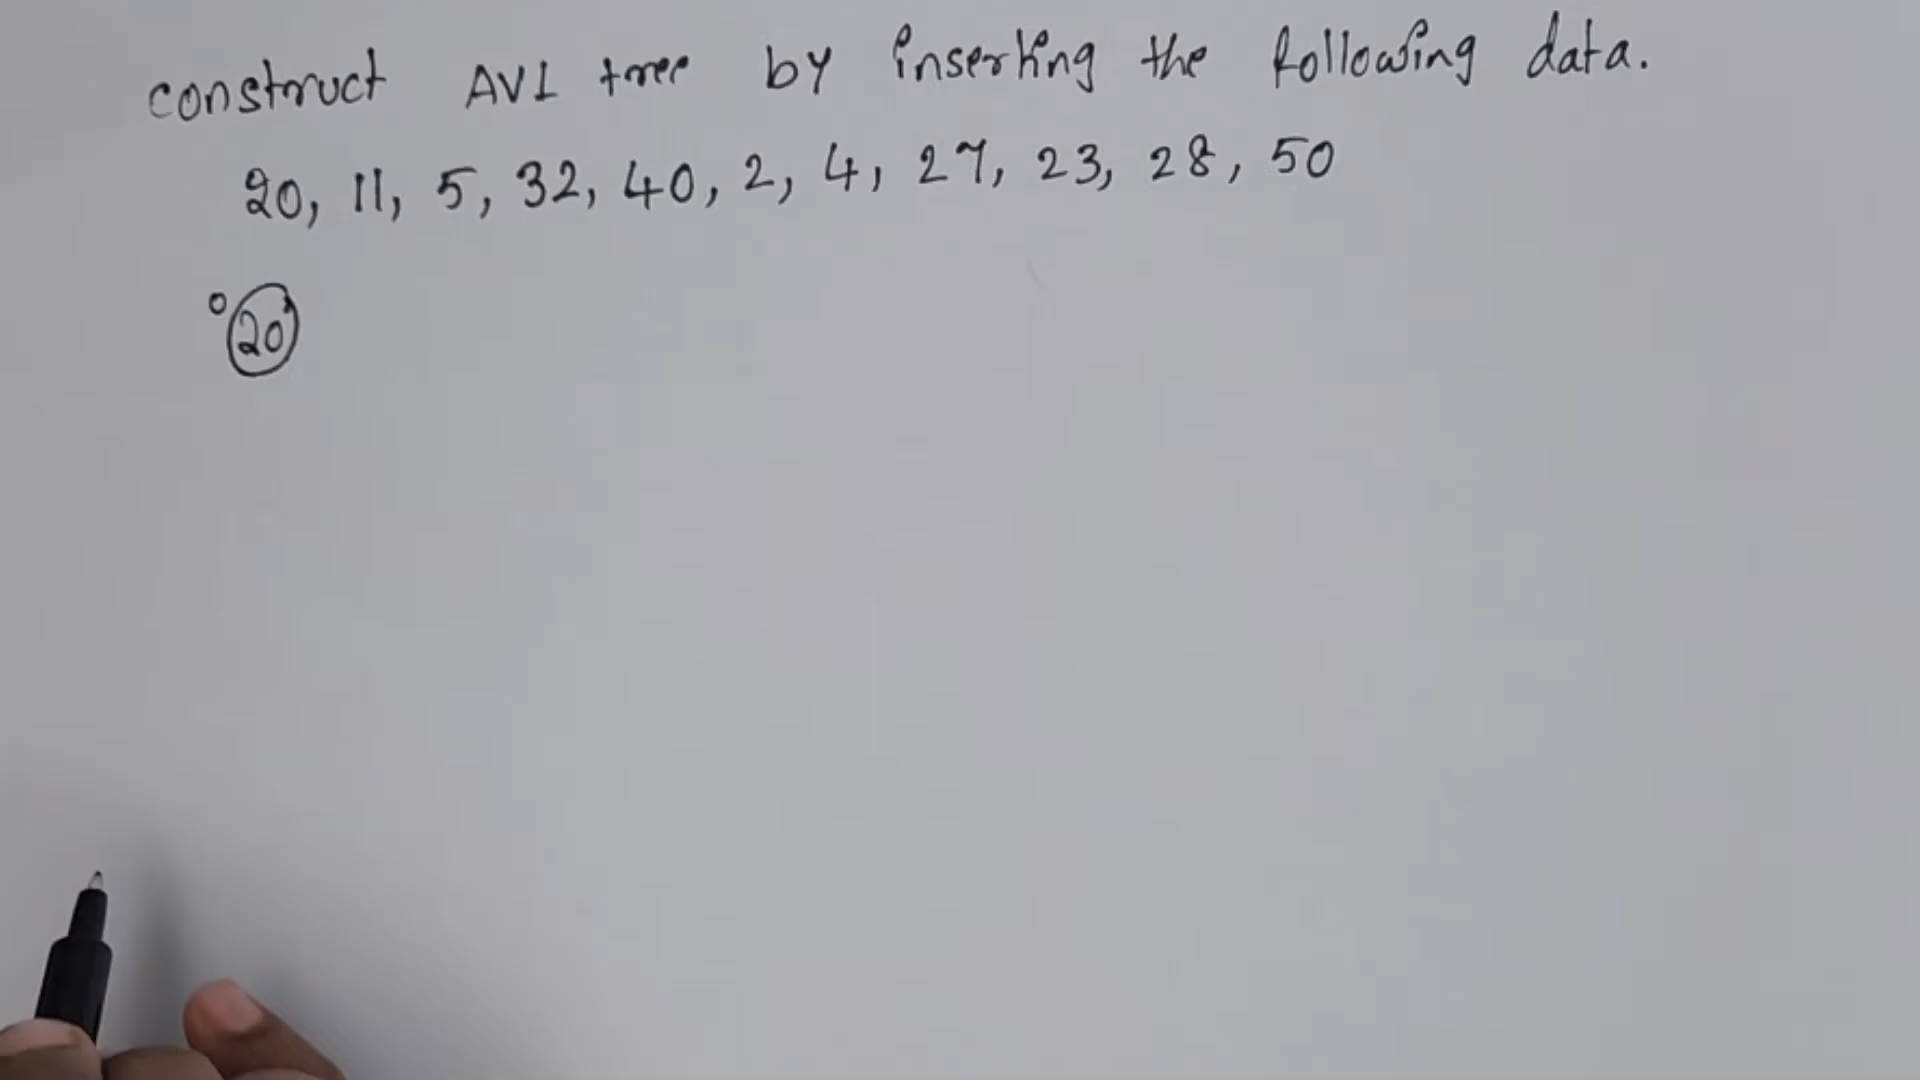 construct AVL tree by inserting the following data.
20, 11, 5, 32, 40, 2, 4, 27, 23, 28, 50
0
20